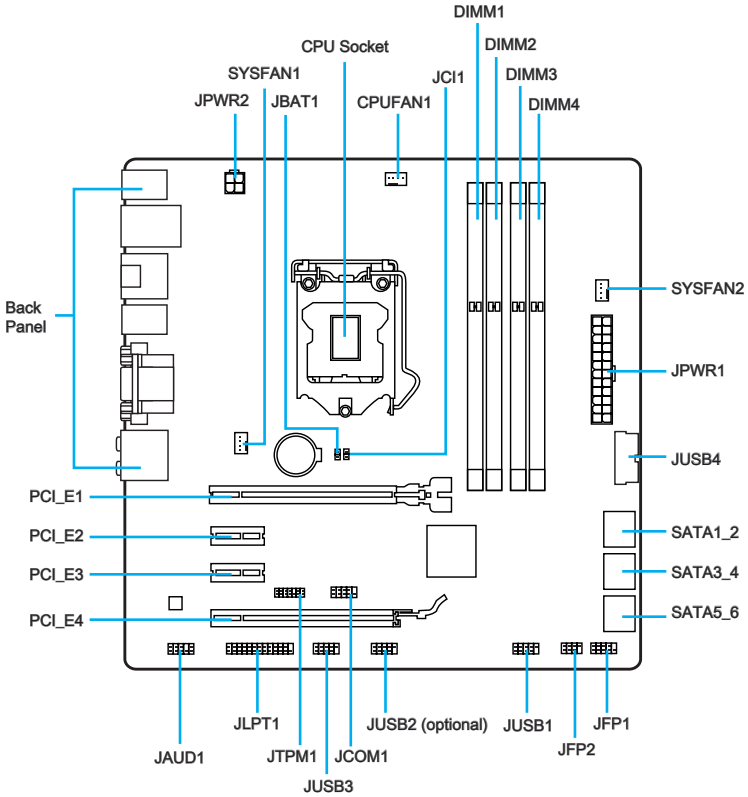 DIMM1
CPU Socket
DIMM2
SYSFAN1
JCI1
DIMM3
JPWR2
JBAT1
CPUFAN1
DIMM4
Back
Panel
SYSFAN2
JPWR1
JUSB4
PCI_E1
PCI_E2
SATA1_2
PCI_E3
SATA3_4
PCI_E4
SATA5_6
JLPT1
JUSB2 (optional)
JUSB1
JFP1
JAUD1
JTPM1
JCOM1
JFP2
JUSB3